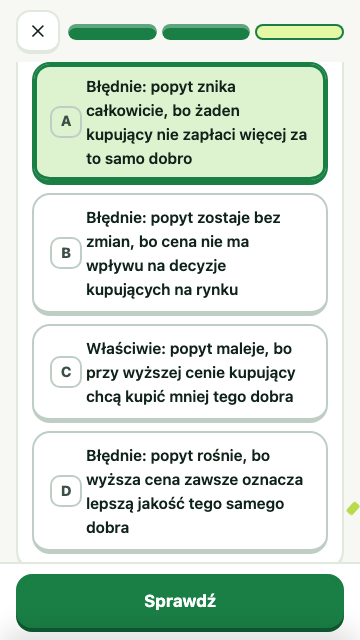 A
Błędnie: popyt znika
całkowicie, bo żaden
kupujący nie zapłaci więcej za
to samo dobro
B
Błędnie: popyt zostaje bez
zmian, bo cena nie ma
wpływu na decyzje
kupujących na rynku
C
Właściwie: popyt maleje, bo
przy wyższej cenie kupujący
chcą kupić mniej tego dobra
D
Błędnie: popyt rośnie, bo
wyższa cena zawsze oznacza
lepszą jakość tego samego
dobra
Sprawdź